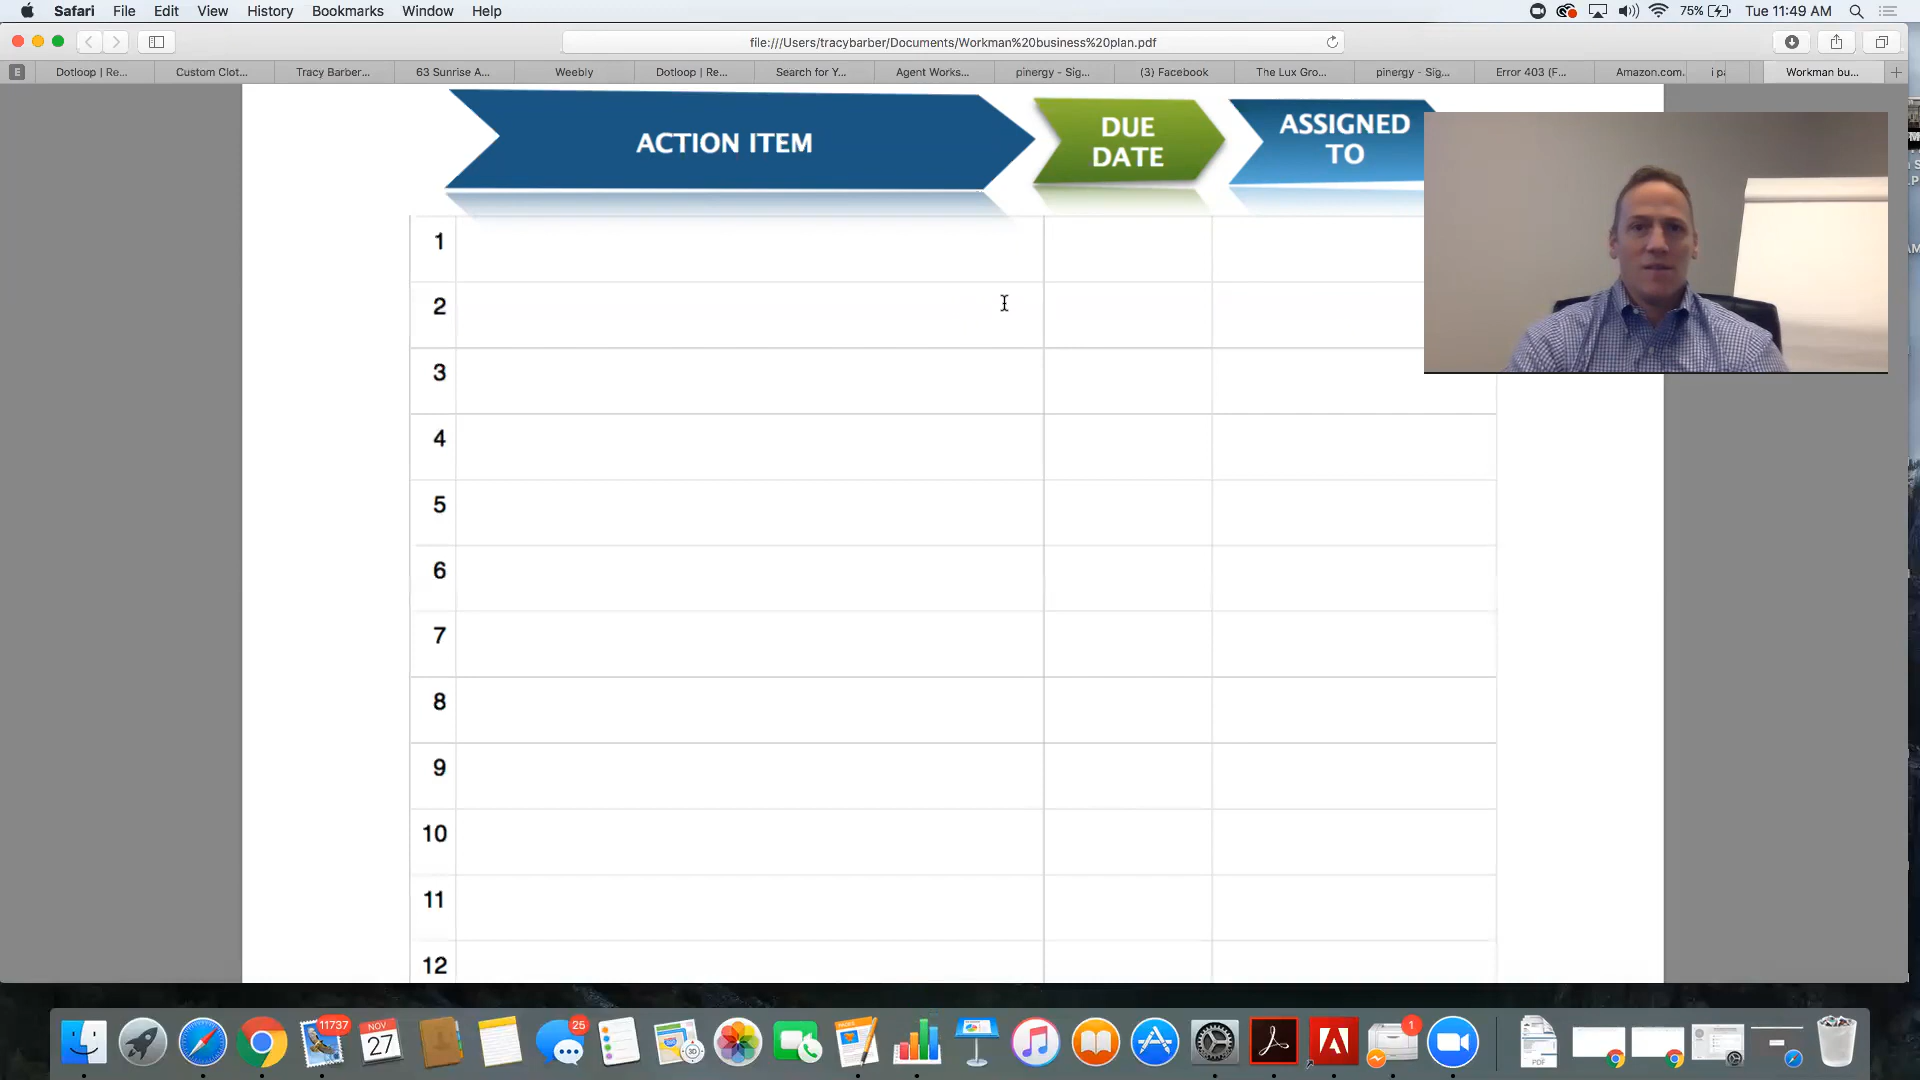 Safari File Edit View History Bookmarks Window Help 75% Tue 11:49 AM
file:///Users/tracybarber/Documents/Workman%20business%20plan.pdf
E Dotloop | Re... Custom Clot... Tracy Barber... 63 Sunrise A... Weebly Dotloop | Re... Search for Y... Agent Works... pinergy - Sig... (3) Facebook The Lux Gro... pinergy - Sig... Error 403 (F... Amazon.com. Workman bu...
ACTION ITEM
DUE
DATE
ASSIGNED
TO
1
2
3
4
5
6
7
8
9
10
11
12
11737
NOV
27
25
3D
PAGES
1
PDF